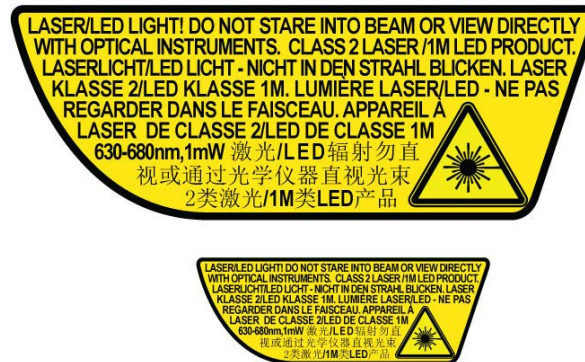 LASER/LED LIGHT! DO NOT STARE INTO BEAM OR VIEW DIRECTLY
WITH OPTICAL INSTRUMENTS. CLASS 2 LASER /1M LED PRODUCT.
LASERLICHT/LED LICHT - NICHT IN DEN STRAHL BLICKEN. LASER
KLASSE 2/LED KLASSE 1M. LUMIÈRE LASER/LED - NE PAS
REGARDER DANS LE FAISCEAU. APPAREIL À
LASER DE CLASSE 2/LED DE CLASSE 1M
630-680nm,1mW 激光/LED辐射勿直
视或通过光学仪器直视光束
2类激光/1M类LED产品
LASER/LED LIGHT! DO NOT STARE INTO BEAM OR VIEW DIRECTLY
WITH OPTICAL INSTRUMENTS. CLASS 2 LASER /1M LED PRODUCT.
LASERLICHT/LED LICHT - NICHT IN DEN STRAHL BLICKEN. LASER
KLASSE 2/LED KLASSE 1M. LUMIÈRE LASER/LED - NE PAS
REGARDER DANS LE FAISCEAU. APPAREIL À
LASER DE CLASSE 2/LED DE CLASSE 1M
630-680nm,1mW 激光/LED辐射勿直
视或通过光学仪器直视光束
2类激光/1M类LED产品